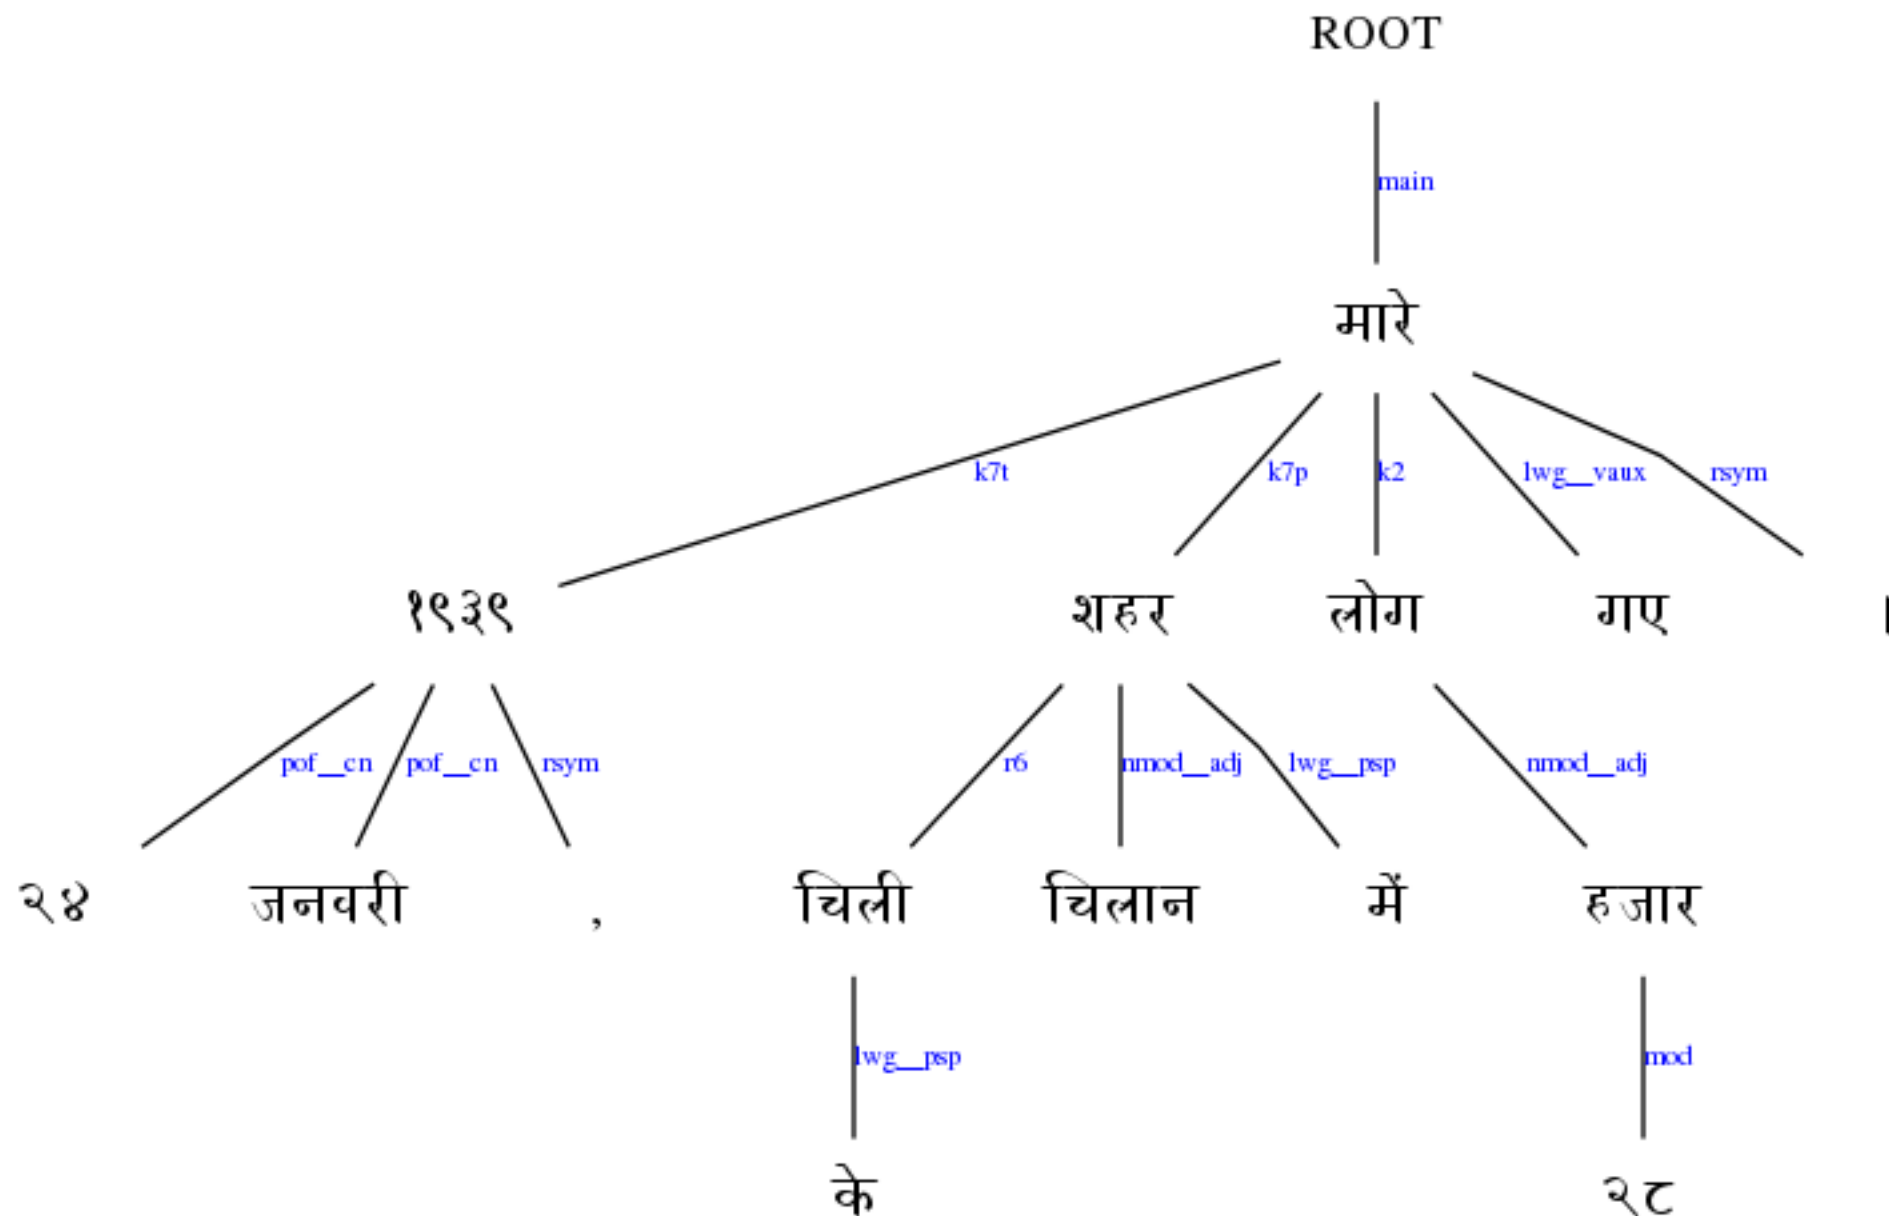 ROOT
main
मारे
k7t k7p k2 lwg__vaux rsym
१९३९ शहर लोग गए ।
pof__cn pof__cn rsym r6 nmod__adj lwg__psp nmod__adj
२४ जनवरी , चिली चिलान में हजार
lwg__psp mod
के २८